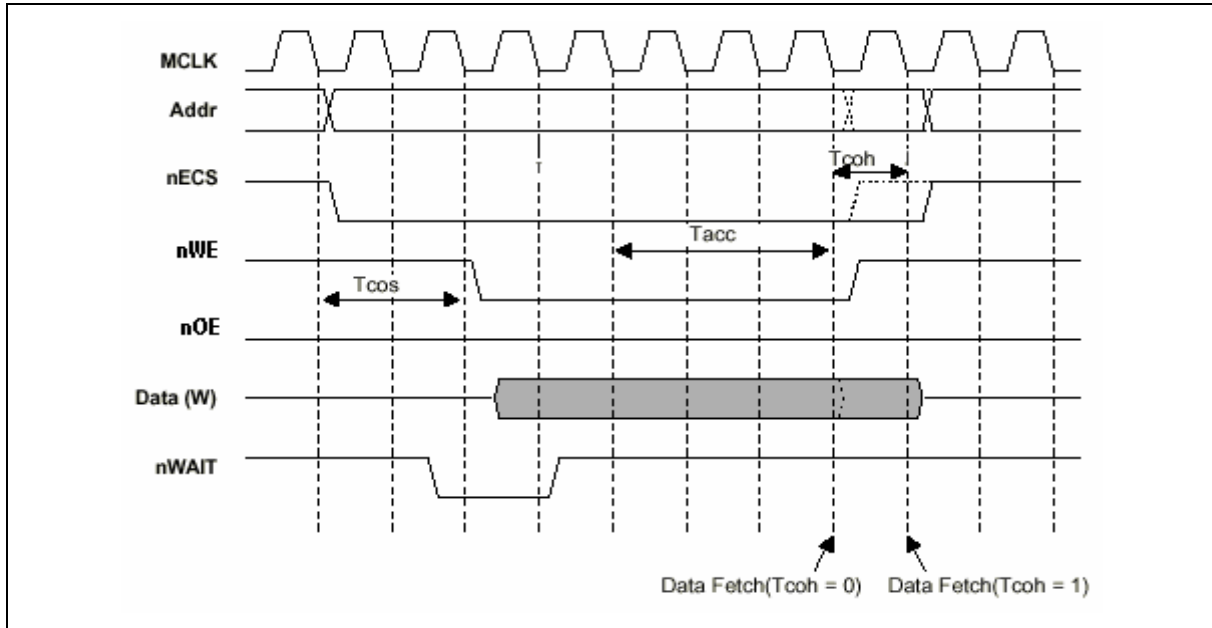 MCLK
Addr
Tcoh
nECS
Tacc
nWE
Tcos
nOE
Data (W)
nWAIT
Data Fetch(Tcoh = 0)
Data Fetch(Tcoh = 1)